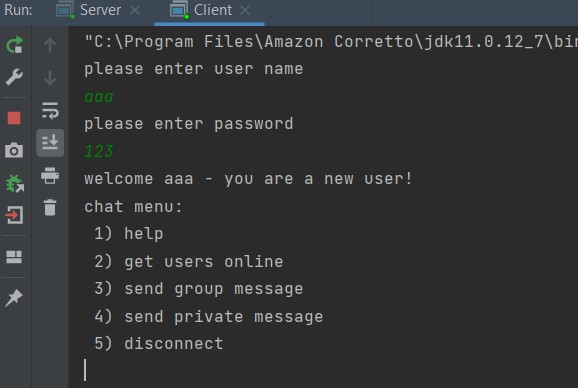 Run: Server Client
"C:\Program Files\Amazon Corretto\jdk11.0.12_7\bin
please enter user name
aaa
please enter password
123
welcome aaa - you are a new user!
chat menu:
1) help
2) get users online
3) send group message
4) send private message
5) disconnect